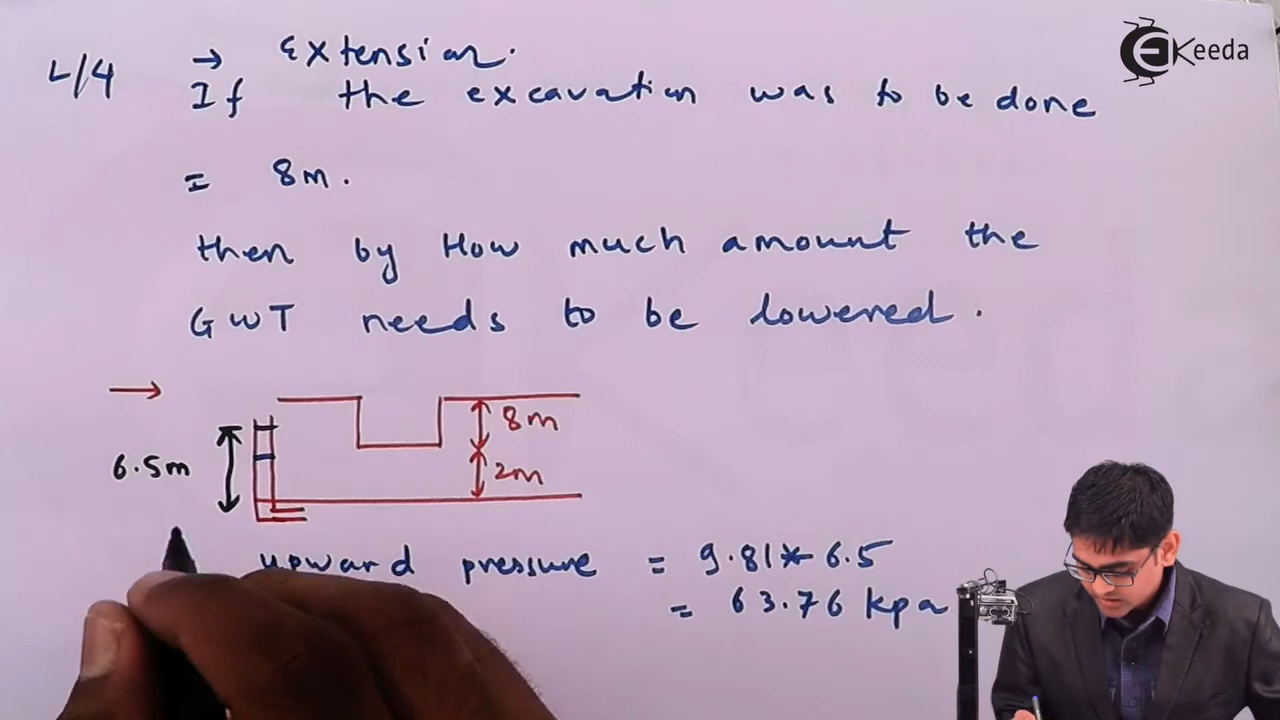 Keeda
L/4 → Extension.
If the excavation was to be done
= 8m.
then by How much amount the
GWT needs to be lowered.
→
8m
6.5m
2m
upward pressure = 9.81 * 6.5
= 63.76 kpa